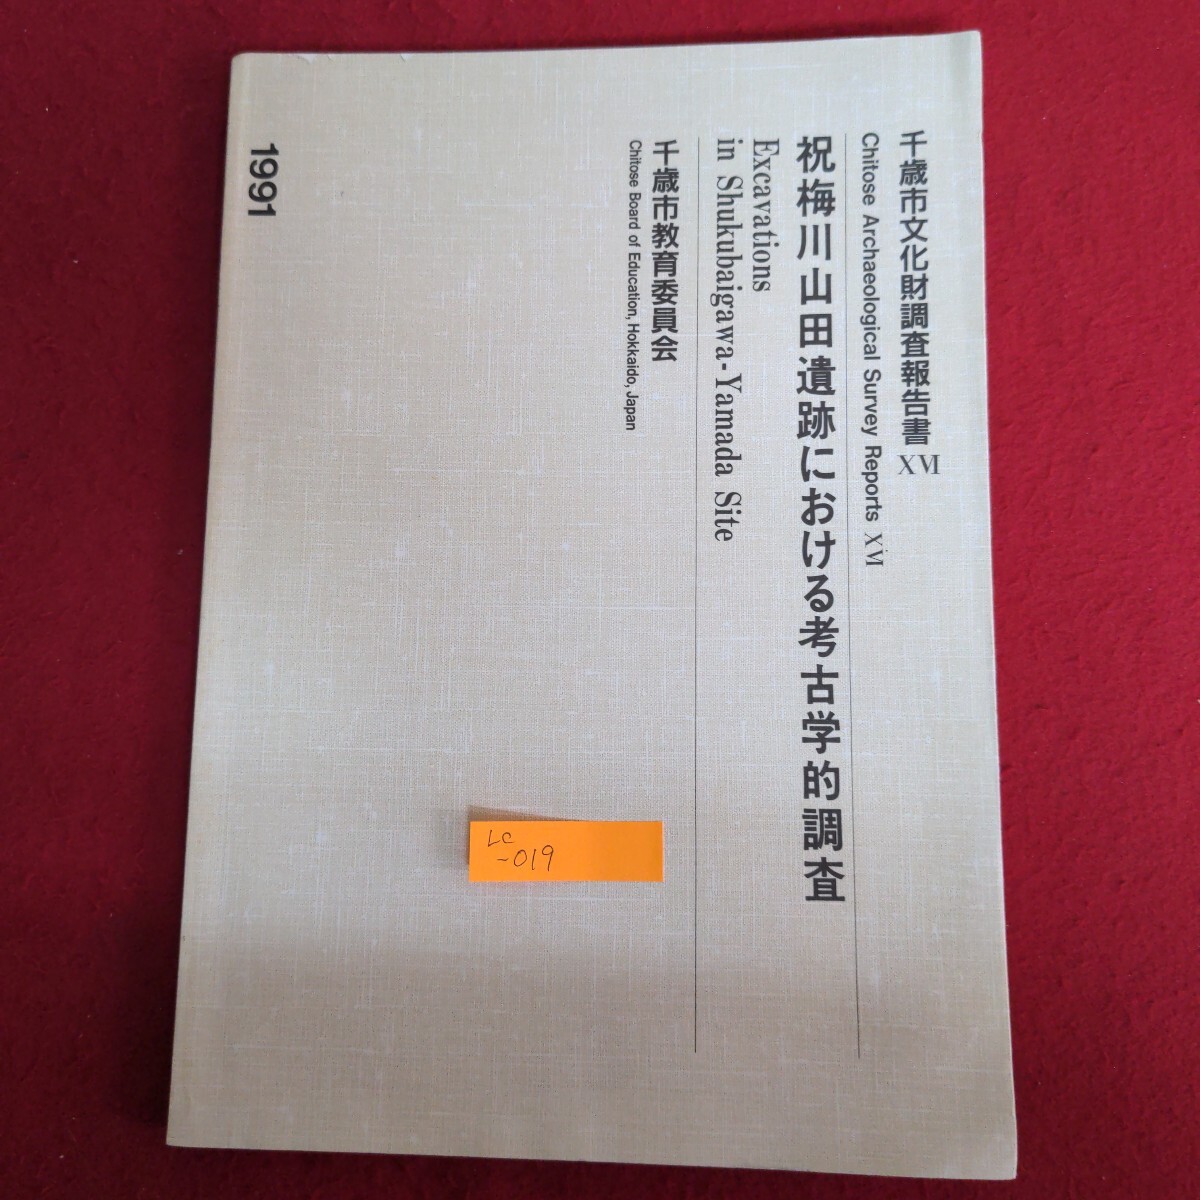 千歳市文化財調査報告書 XVI
Chitose Archaeological Survey Reports XVI
祝梅川山田遺跡における考古学的調査
Excavations
in Shukubaigawa-Yamada Site
千歳市教育委員会
Chitose Board of Education, Hokkaido, Japan
1991
LC
-019